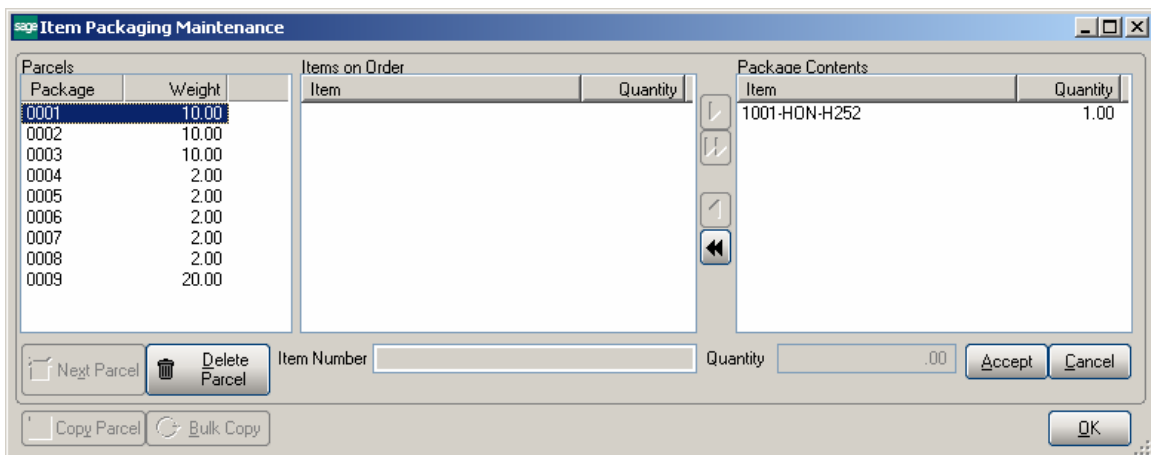 sage Item Packaging Maintenance
Parcels Items on Order Package Contents
Package Weight Item Quantity Item Quantity
0001 10.00 1001-HON-H252 1.00
0002 10.00
0003 10.00
0004 2.00
0005 2.00
0006 2.00
0007 2.00
0008 2.00
0009 20.00
Next Parcel Delete Parcel Item Number Quantity .00 Accept Cancel
Copy Parcel Bulk Copy OK